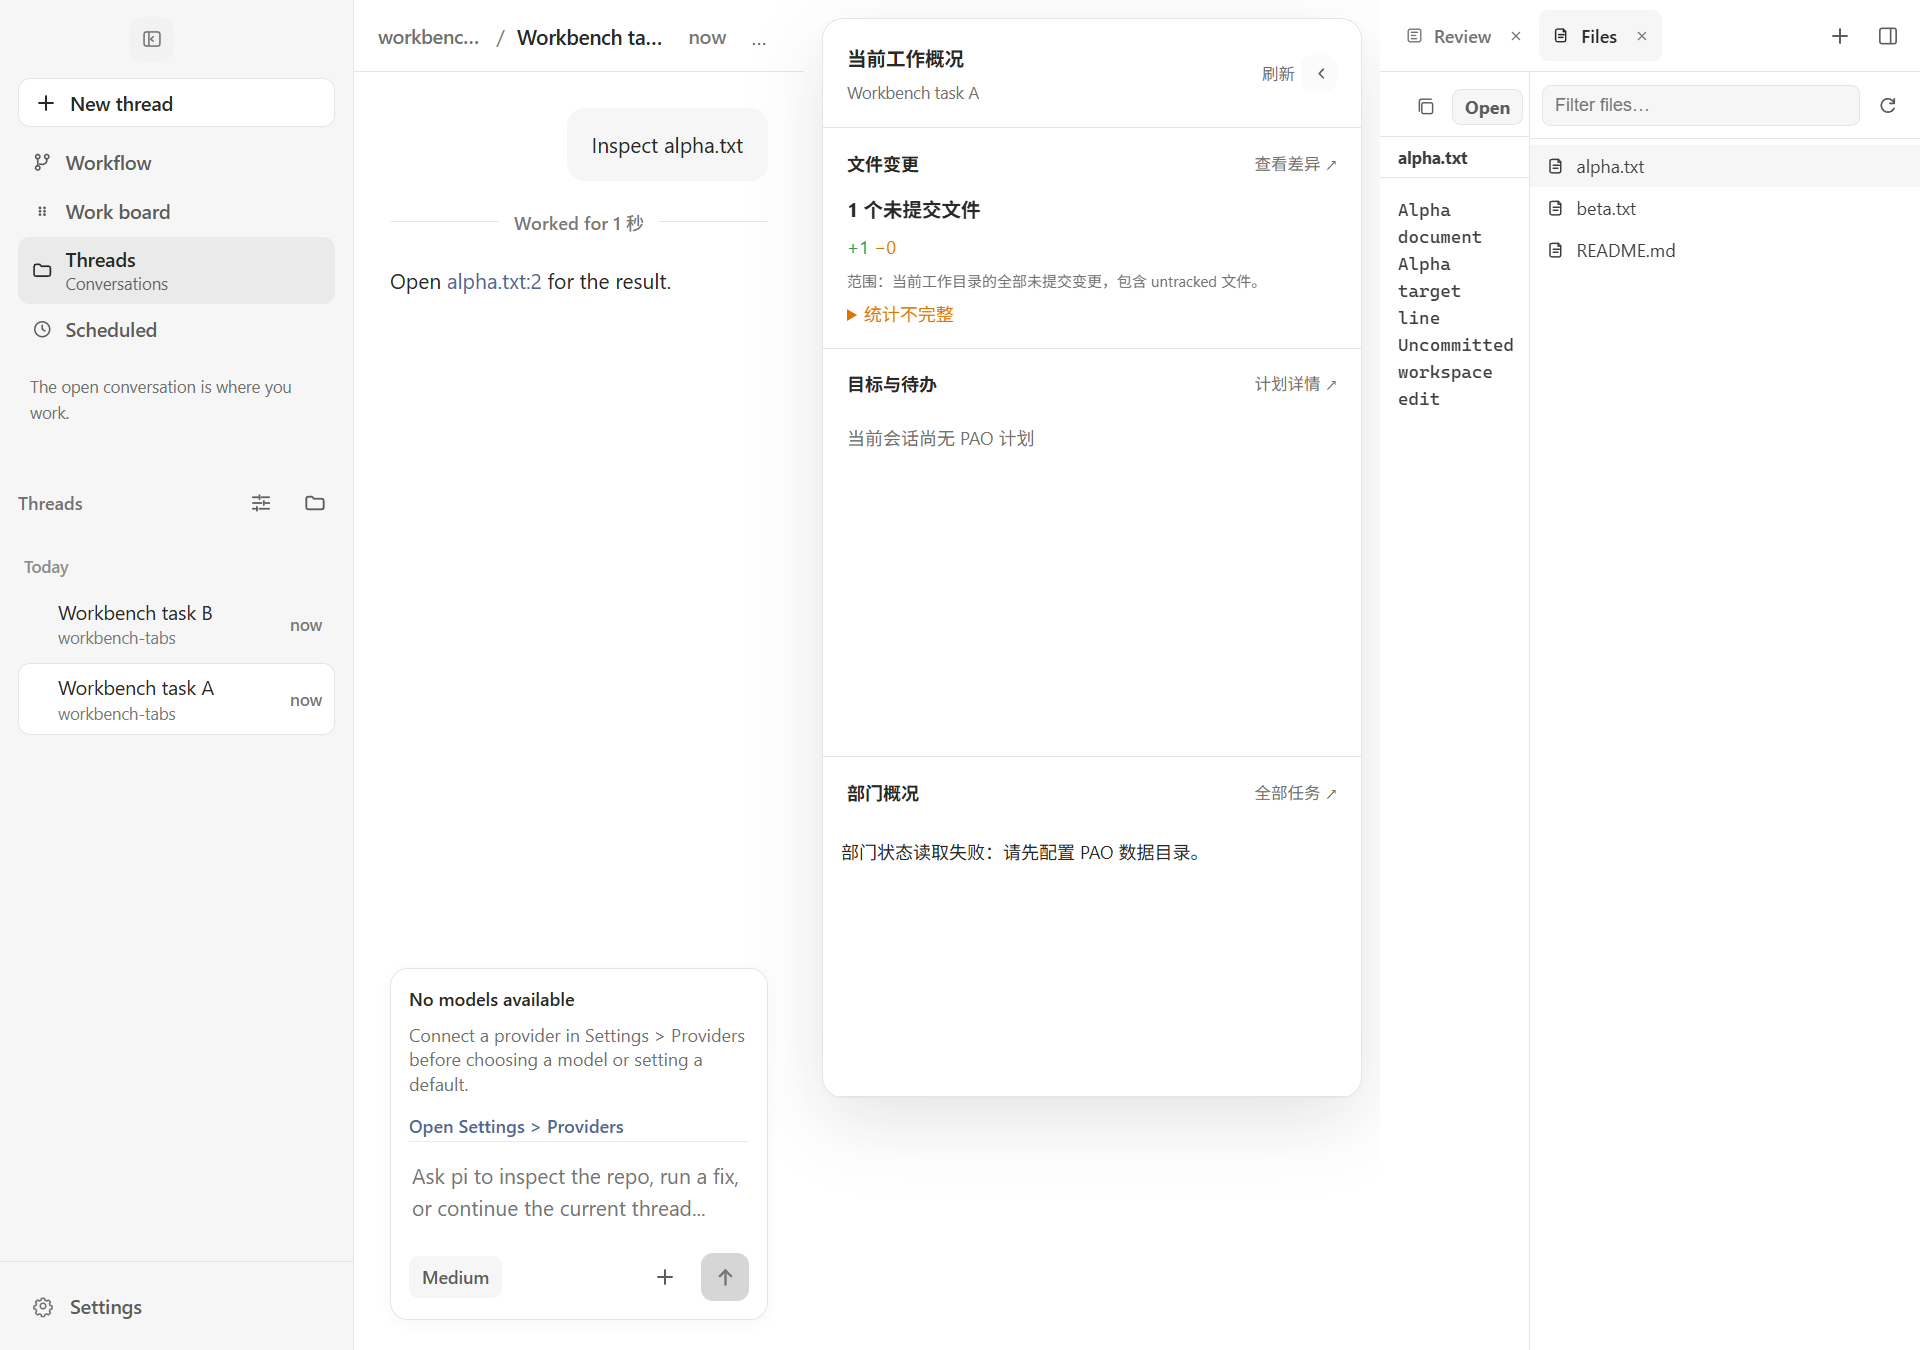 New thread
Workflow
Work board
Threads
Conversations
Scheduled
The open conversation is where you
work.
Threads
Today
Workbench task B
workbench-tabs
now
Workbench task A
workbench-tabs
now
Settings
workbenc... / Workbench ta... now ...
Inspect alpha.txt
Worked for 1 秒
Open alpha.txt:2 for the result.
No models available
Connect a provider in Settings > Providers
before choosing a model or setting a
default.
Open Settings > Providers
Ask pi to inspect the repo, run a fix,
or continue the current thread...
Medium
当前工作概况
Workbench task A
刷新
文件变更
查看差异 ↗
1 个未提交文件
+1 −0
范围：当前工作目录的全部未提交变更，包含 untracked 文件。
统计不完整
目标与待办
计划详情 ↗
当前会话尚无 PAO 计划
部门概况
全部任务 ↗
部门状态读取失败：请先配置 PAO 数据目录。
Review ×
Files ×
Open
Filter files…
alpha.txt
Alpha
document
Alpha
target
line
Uncommitted
workspace
edit
alpha.txt
beta.txt
README.md